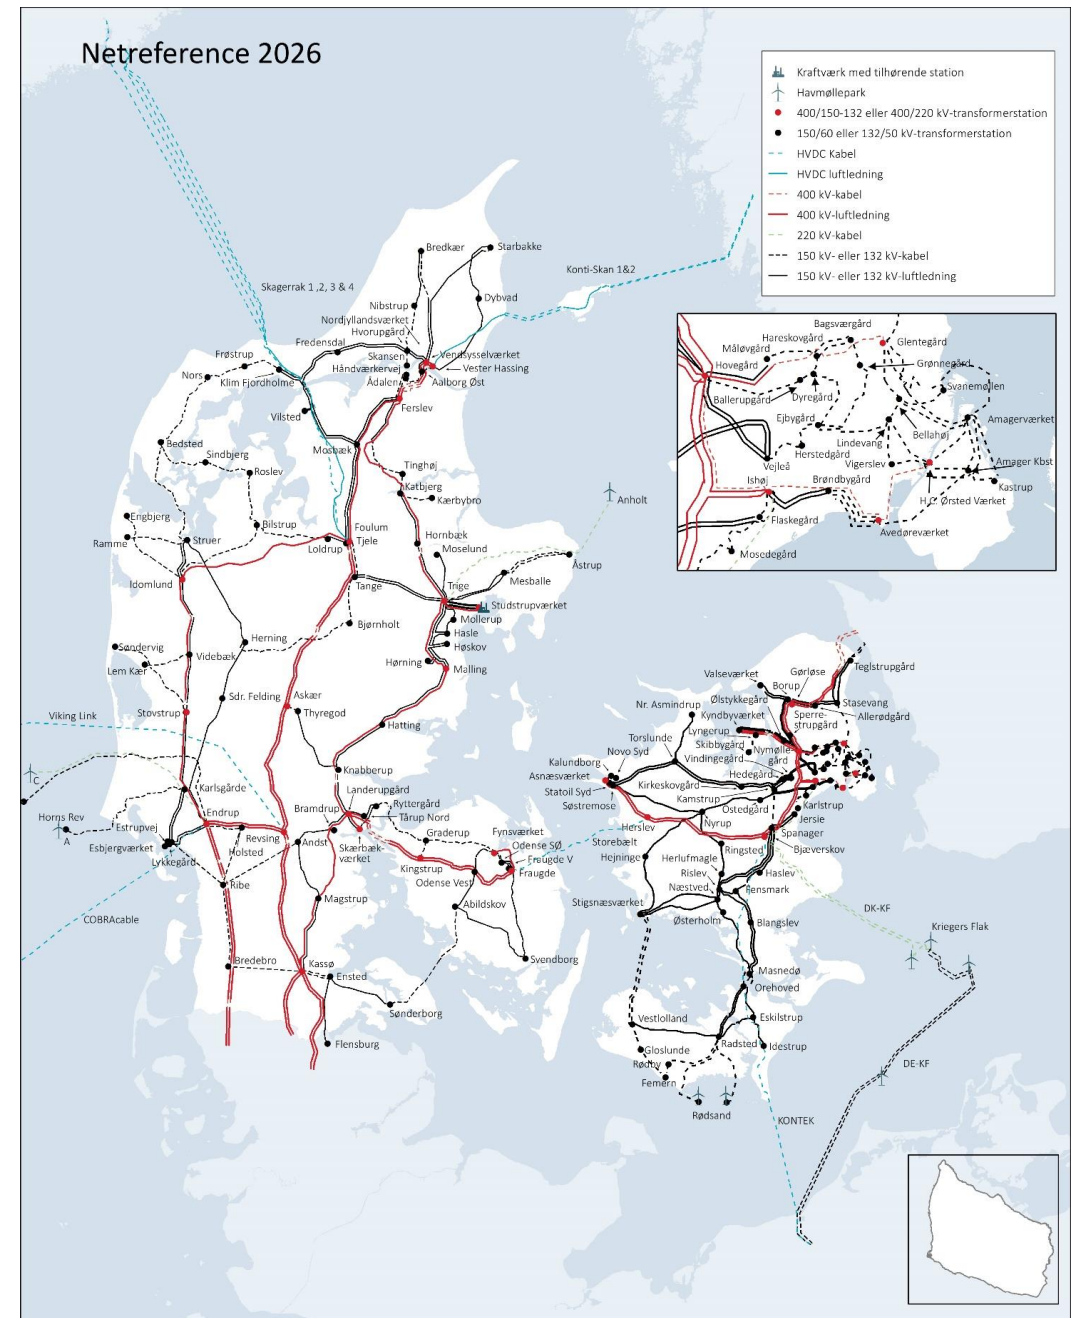 Netreference 2026
Kraftværk med tilhørende station
Havmøllepark
400/150-132 eller 400/220 kV-transformerstation
150/60 eller 132/50 kV-transformerstation
HVDC Kabel
HVDC luftledning
400 kV-kabel
400 kV-luftledning
220 kV-kabel
150 kV- eller 132 kV-kabel
150 kV- eller 132 kV-luftledning
Bredkær
Starbakke
Konti-Skan 1&2
Skagerrak 1 ,2, 3 & 4
Dybvad
Nibstrup
Nordjyllandsværket
Hvorupgård
Fredensdal
Skansen
Vendsysselværket
Frøstrup
Håndværkervej
Vester Hassing
Nors
Klim Fjordholme
Ådalen
Aalborg Øst
Ferslev
Vilsted
Bedsted
Mosbæk
Sindbjerg
Roslev
Tinghøj
Katbjerg
Kærbybro
Anholt
Engbjerg
Bilstrup
Foulum
Ramme
Struer
Loldrup
Tjele
Hornbæk
Moselund
Åstrup
Idomlund
Tange
Trige
Mesballe
Studstrupværket
Mollerup
Bjørnholt
Hasle
Herning
Høskov
Søndervig
Videbæk
Hørning
Lem Kær
Malling
Sdr. Felding
Askær
Stovstrup
Thyregod
Viking Link
Hatting
Knabberup
C
Karlsgårde
Landerupgård
Bramdrup
Ryttergård
Tårup Nord
Horns Rev
A
Endrup
Estrupvej
Revsing
Graderup
Fynsværket
Esbjergværket
Holsted
Andst
Skærbæk-
værket
Odense SØ
Fraugde V
Lykkegård
Kingstrup
Fraugde
Ribe
Odense Vest
Magstrup
Abildskov
COBRAcable
Svendborg
Bredebro
Kassø
Ensted
Sønderborg
Flensburg
Bagsværgård
Hareskovgård
Glentegård
Måløvgård
Hovegård
Grønnegård
Svanemøllen
Ballerupgård
Dyregård
Ejbygård
Amagerværket
Bellahøj
Lindevang
Herstedgård
Vejleå
Vigerslev
Amager Kbst
Ishøj
Brøndbygård
Kastrup
H.C. Ørsted Værket
Flaskegård
Avedøreværket
Mosedegård
Teglstrupgård
Gørløse
Valseværket
Borup
Ølstykkegård
Stasevang
Nr. Asmindrup
Kyndbyværket
Sperre-
strupgård
Allerødgård
Lyngerup
Torslunde
Skibbygård
Nymølle-
gård
Novo Syd
Vindingegård
Kalundborg
Hedegård
Asnæsværket
Kirkeskovgård
Statoil Syd
Kamstrup
Søstremose
Østedgård
Karlstrup
Jersie
Herslev
Nyrup
Spanager
Storebælt
Ringsted
Bjæverskov
Hejninge
Herlufmagle
Rislev
Haslev
Næstved
Fensmark
Stigsnæsværket
Østerholm
Blangslev
DK-KF
Kriegers Flak
Masnedø
Orehoved
Vestlolland
Eskilstrup
Radsted
Idestrup
Gloslunde
Rødby
Femern
DE-KF
Rødsand
KONTEK